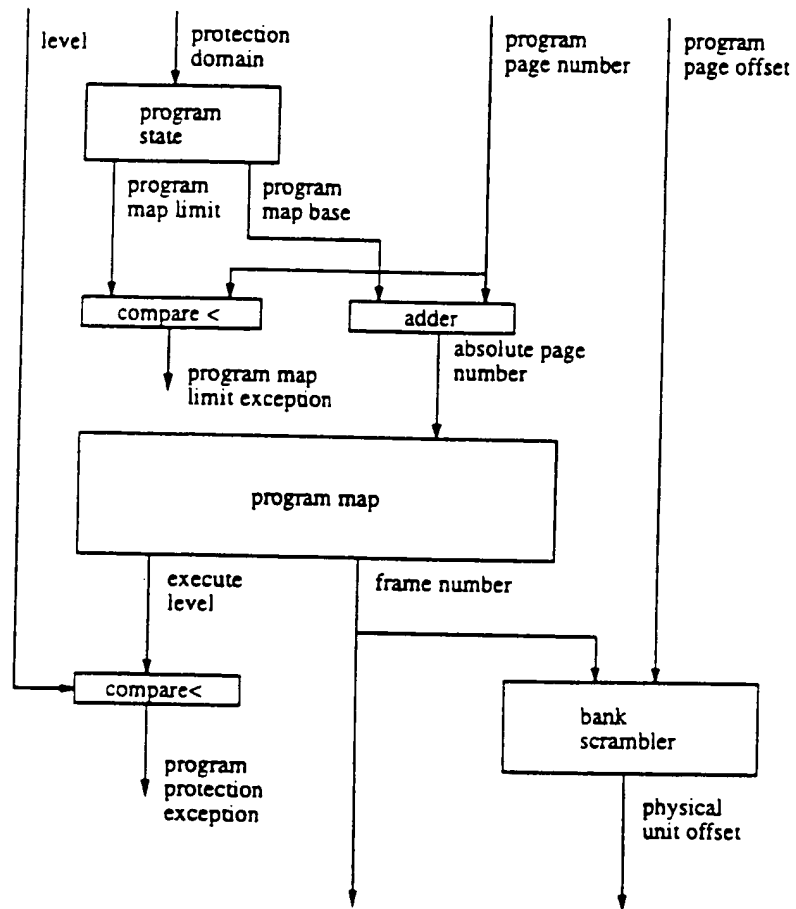 level
protection
domain
program
page number
program
page offset
program
state
program
map limit
program
map base
compare <
adder
program map
limit exception
absolute page
number
program map
execute
level
frame number
compare<
bank
scrambler
program
protection
exception
physical
unit offset